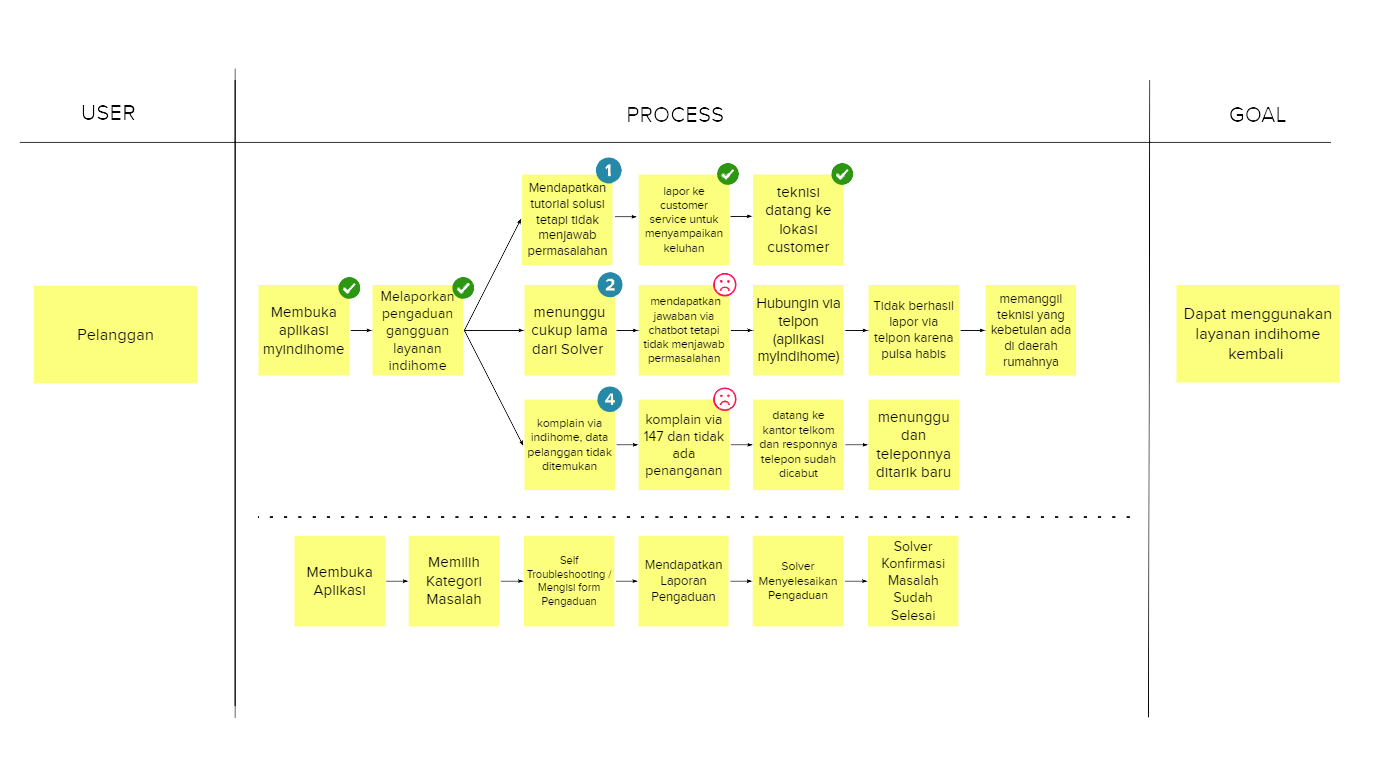 USER
PROCESS
GOAL
Pelanggan
Membuka
aplikasi
myindihome
Melaporkan
pengaduan
gangguan
layanan
indihome
1
Mendapatkan
tutorial solusi
tetapi tidak
menjawab
permasalahan
lapor ke
customer
service untuk
menyampaikan
keluhan
teknisi
datang ke
lokasi
customer
2
menunggu
cukup lama
dari Solver
mendapatkan
jawaban via
chatbot tetapi
tidak menjawab
permasalahan
Hubungin via
telpon
(aplikasi
myIndihome)
Tidak berhasil
lapor via
telpon karena
pulsa habis
memanggil
teknisi yang
kebetulan ada
di daerah
rumahnya
4
komplain via
indihome, data
pelanggan tidak
ditemukan
komplain via
147 dan tidak
ada
penanganan
datang ke
kantor telkom
dan responnya
telepon sudah
dicabut
menunggu
dan
teleponnya
ditarik baru
Dapat menggunakan
layanan indihome
kembali
Membuka
Aplikasi
Memilih
Kategori
Masalah
Self
Troubleshooting /
Mengisi form
Pengaduan
Mendapatkan
Laporan
Pengaduan
Solver
Menyelesaikan
Pengaduan
Solver
Konfirmasi
Masalah
Sudah
Selesai